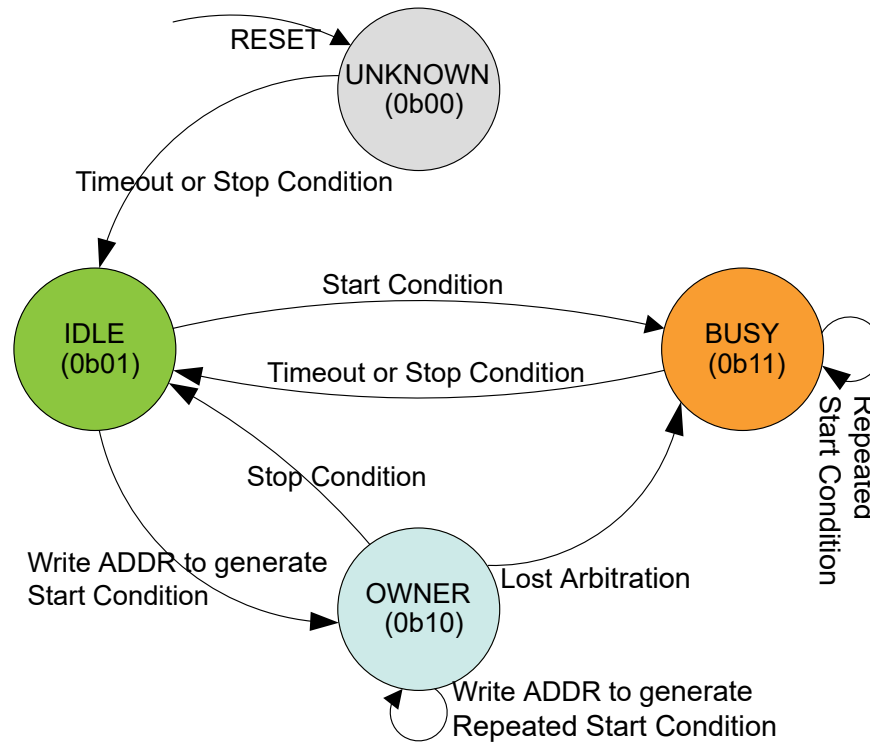 RESET
UNKNOWN
(0b00)
Timeout or Stop Condition
Start Condition
IDLE
(0b01)
BUSY
(0b11)
Timeout or Stop Condition
Repeated
Start Condition
Stop Condition
Write ADDR to generate
Start Condition
Lost Arbitration
OWNER
(0b10)
Write ADDR to generate
Repeated Start Condition